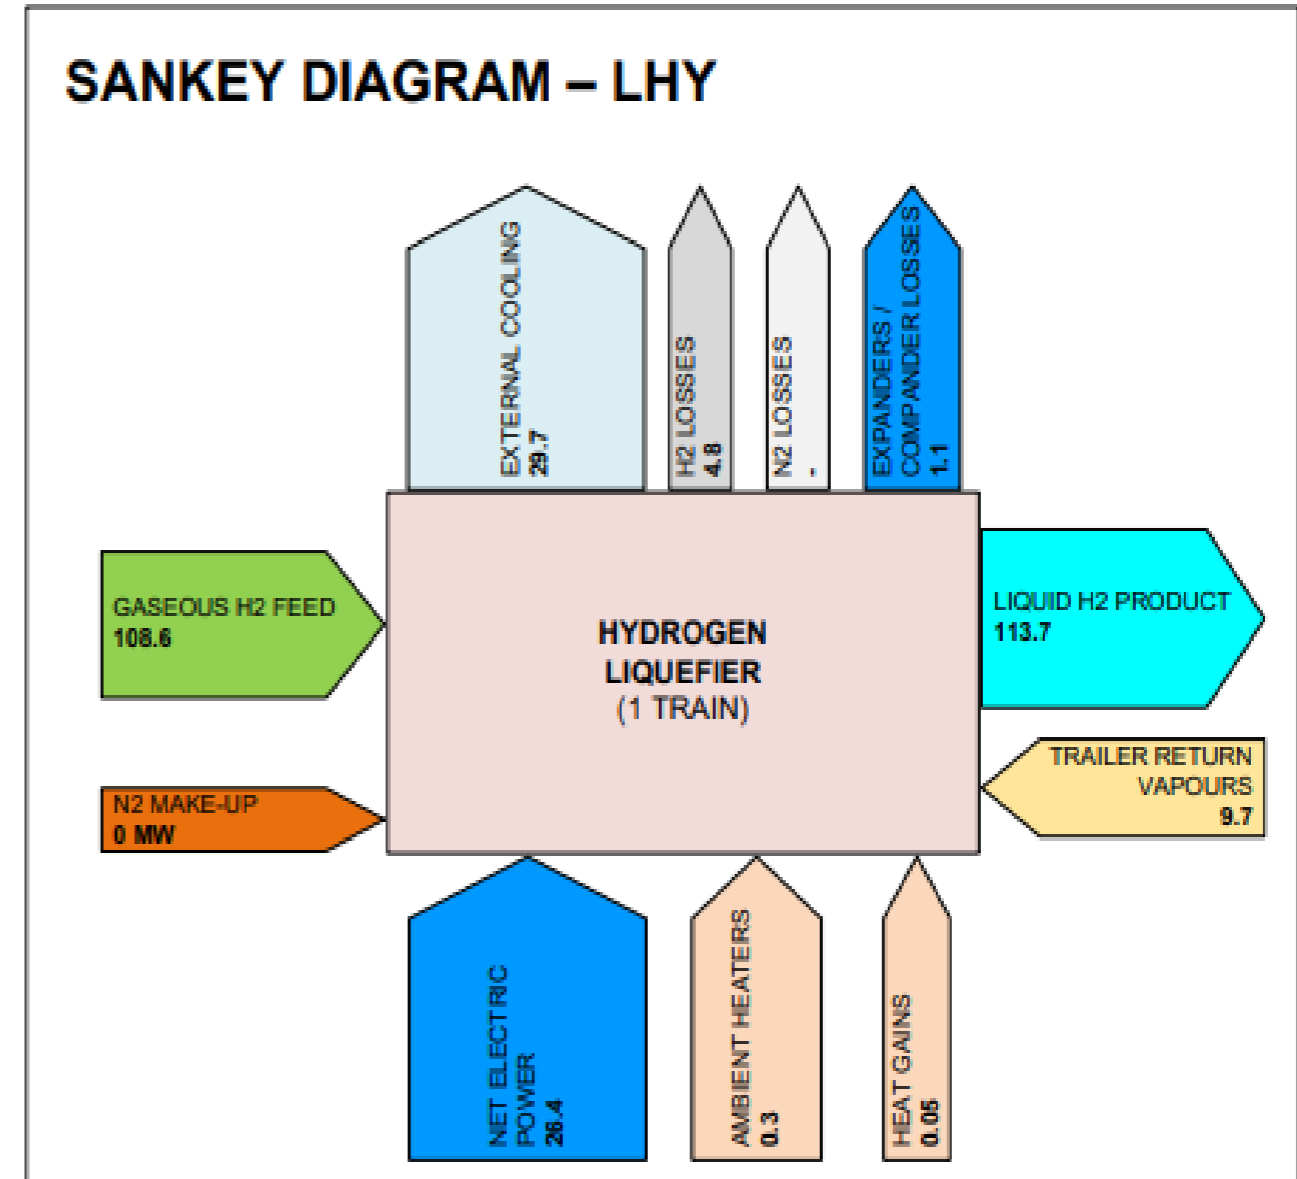 SANKEY DIAGRAM – LHY
EXTERNAL COOLING
29.7
H2 LOSSES
4.8
N2 LOSSES
-
EXPANDERS /
COMPANDER LOSSES
1.1
GASEOUS H2 FEED
108.6
HYDROGEN
LIQUEFIER
(1 TRAIN)
LIQUID H2 PRODUCT
113.7
TRAILER RETURN
VAPOURS
9.7
N2 MAKE-UP
0 MW
NET ELECTRIC
POWER
26.4
AMBIENT HEATERS
0.3
HEAT GAINS
0.05